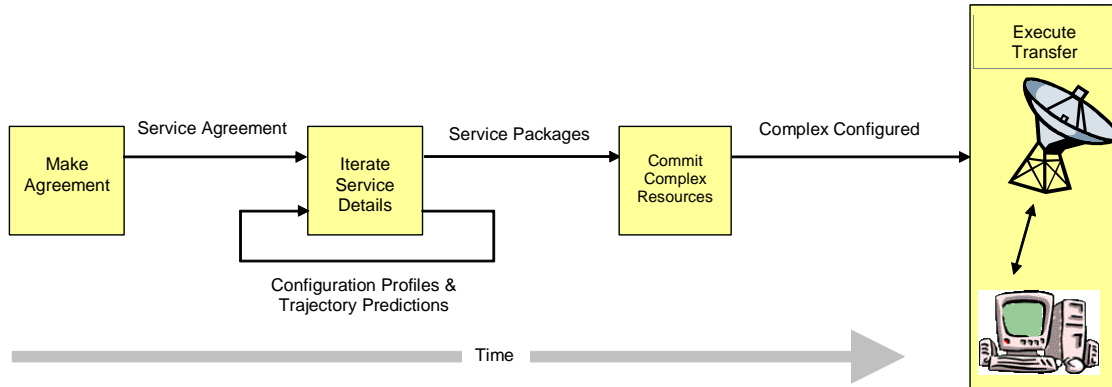 Execute
Transfer
Service Agreement
Service Packages
Complex Configured
Make
Agreement
Iterate
Service
Details
Commit
Complex
Resources
Configuration Profiles &
Trajectory Predictions
Time